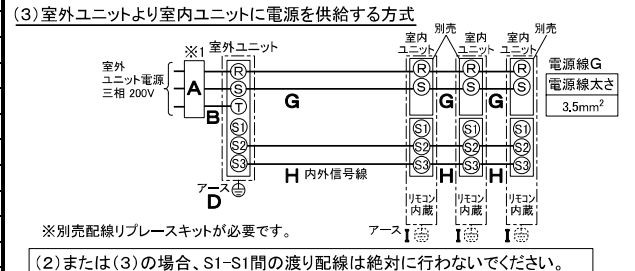 (3)室外ユニットより室内ユニットに電源を供給する方式
※1 室外ユニット
室外
ユニット電源
三相 200V
A
B
R
S
T
S1
S2
S3
アース
D
G
H 内外信号線
別売 別売
室内
ユニット
室内
ユニット
室内
ユニット
R R R
S S S
G G
S1 S1 S1
S2 S2 S2
S3 S3 S3
H H
リモコン
内蔵
リモコン
内蔵
リモコン
内蔵
アース I I I
電源線G
電源線太さ
3.5mm²
※別売配線リプレースキットが必要です。
(2)または(3)の場合、S1-S1間の渡り配線は絶対に行わないでください。